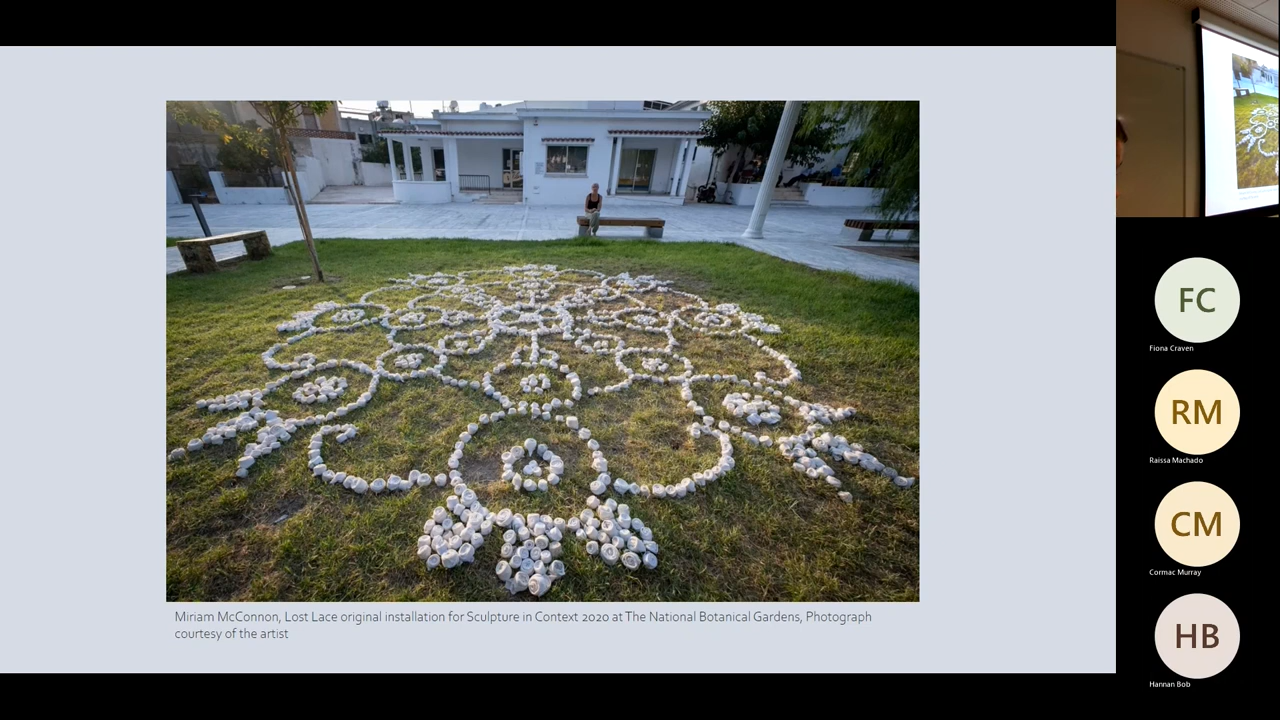 Miriam McConnon, Lost Lace original installation for Sculpture in Context 2020 at The National Botanical Gardens, Photograph
courtesy of the artist
FC
Fiona Craven
RM
Raissa Machado
CM
Cormac Murray
HB
Hannan Bob